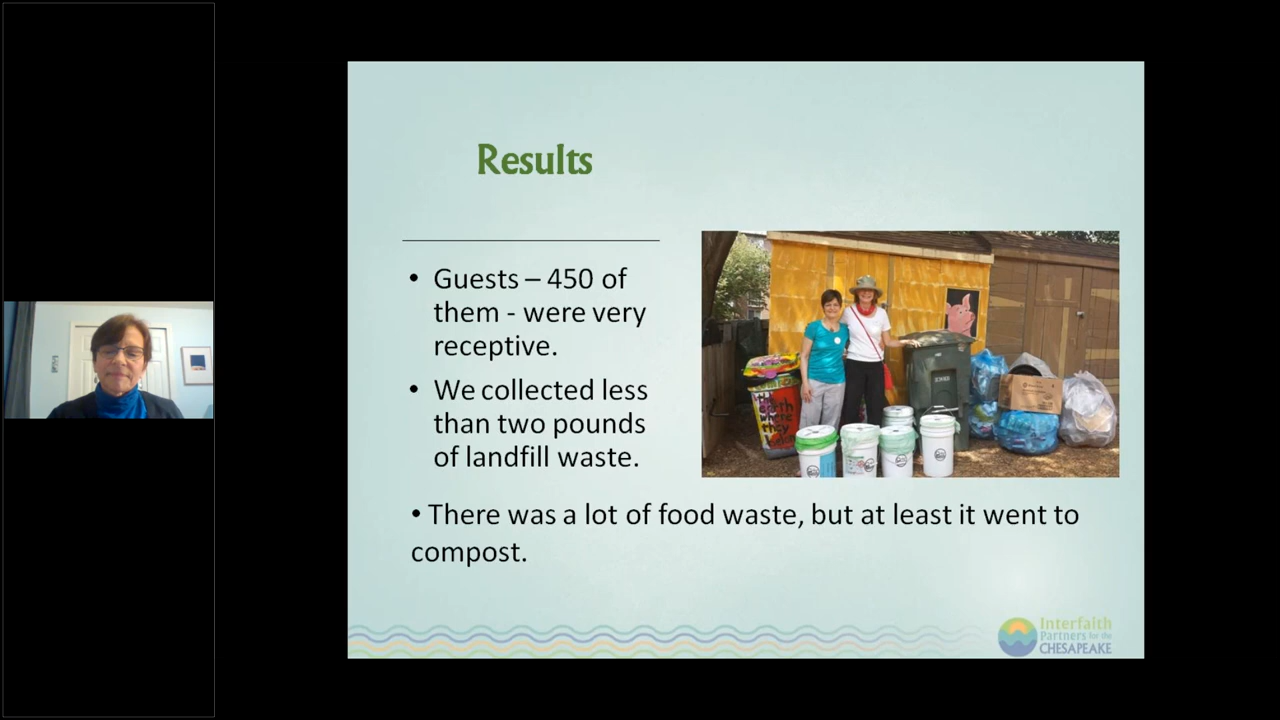 Results
• Guests – 450 of
them - were very
receptive.
• We collected less
than two pounds
of landfill waste.
• There was a lot of food waste, but at least it went to
compost.
Interfaith
Partners for the
CHESAPEAKE